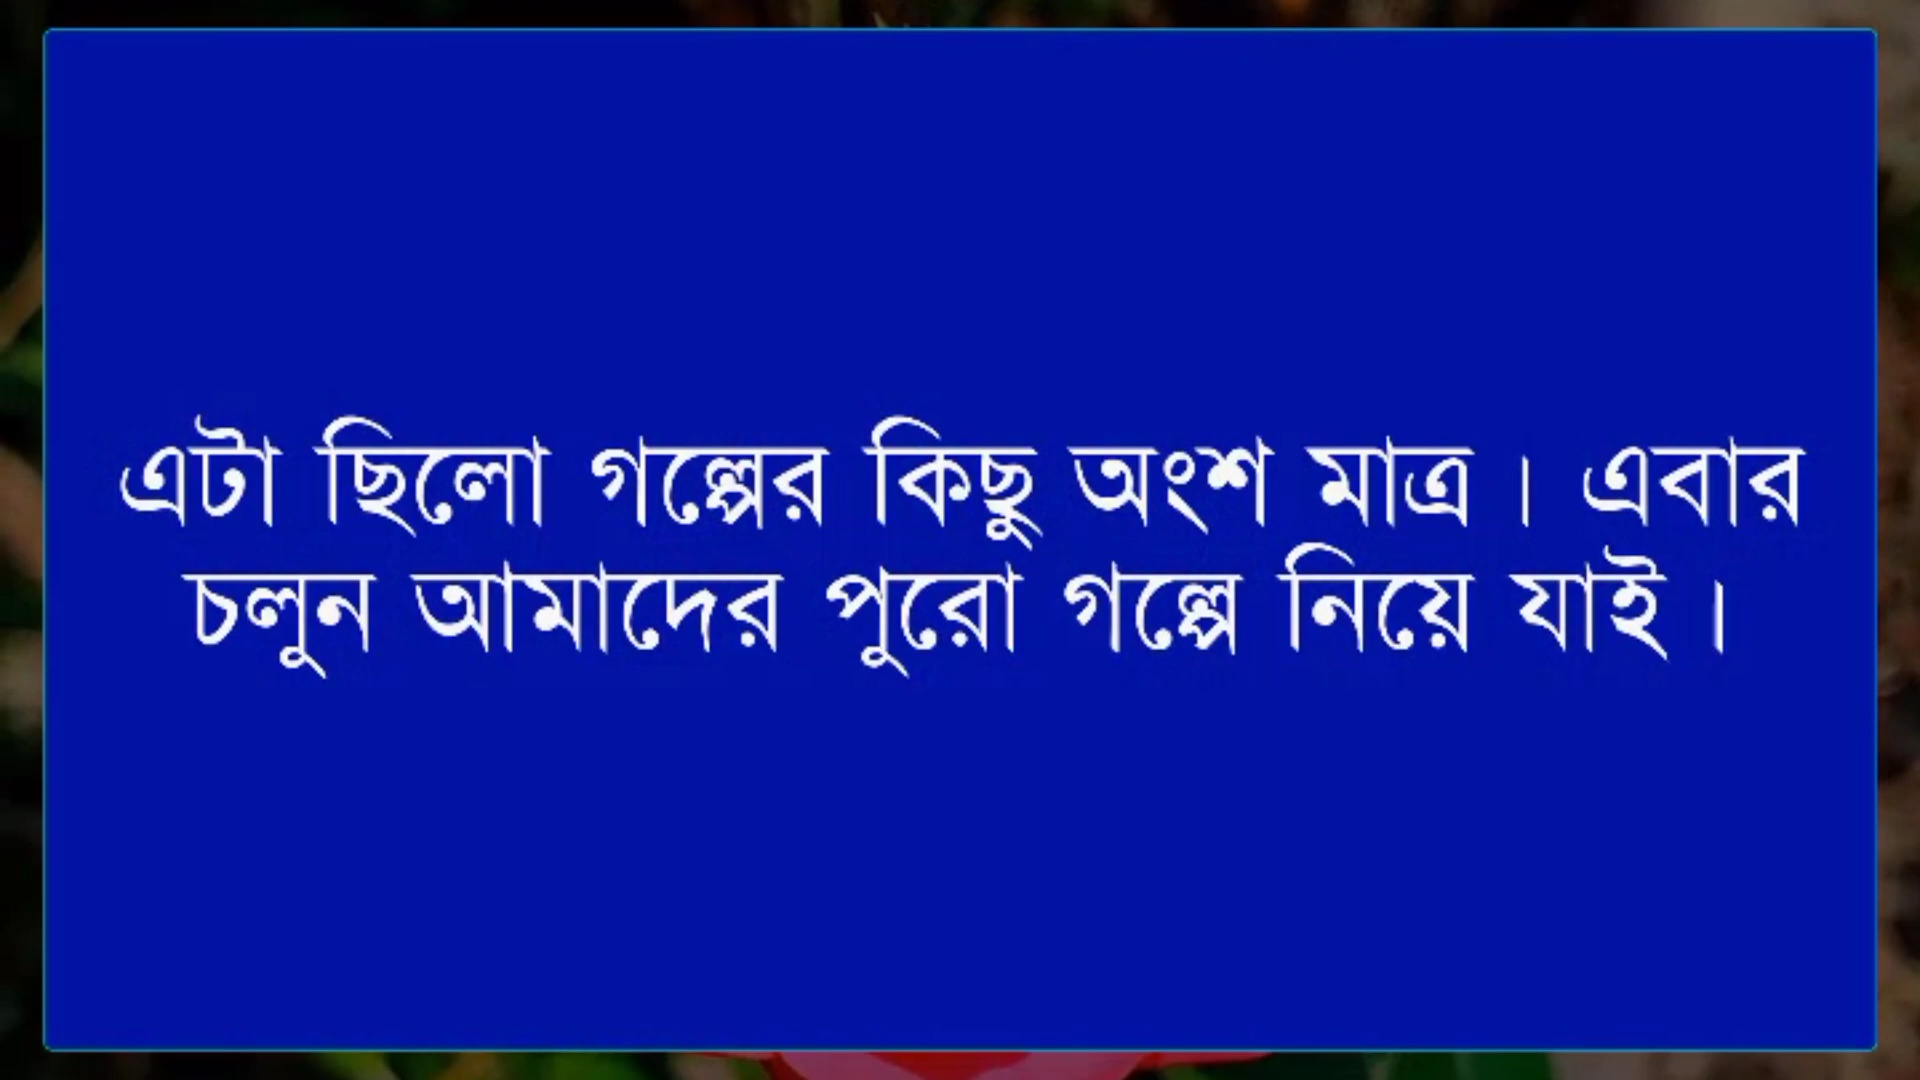 এটা ছিলো গল্পের কিছু অংশ মাত্র । এবার
চলুন আমাদের পুরো গল্পে নিয়ে যাই ।